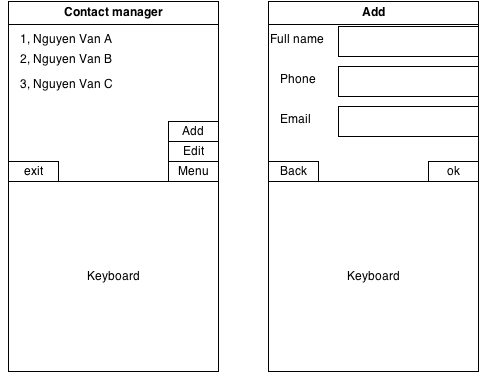 Contact manager
1, Nguyen Van A
2, Nguyen Van B
3, Nguyen Van C
Add
Edit
exit
Menu
Keyboard
Add
Full name
Phone
Email
Back
ok
Keyboard